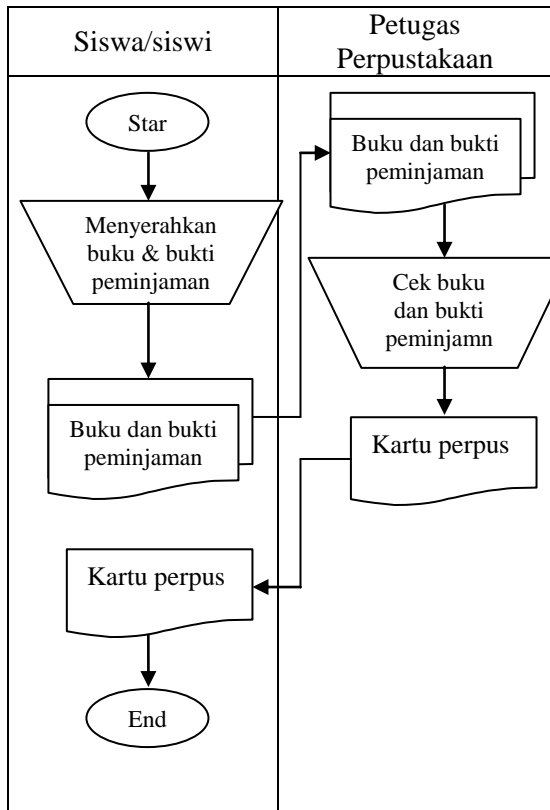 Siswa/siswi
Petugas
Perpustakaan
Star
Menyerahkan
buku & bukti
peminjaman
Buku dan bukti
peminjaman
Buku dan bukti
peminjaman
Cek buku
dan bukti
peminjamn
Kartu perpus
Kartu perpus
End